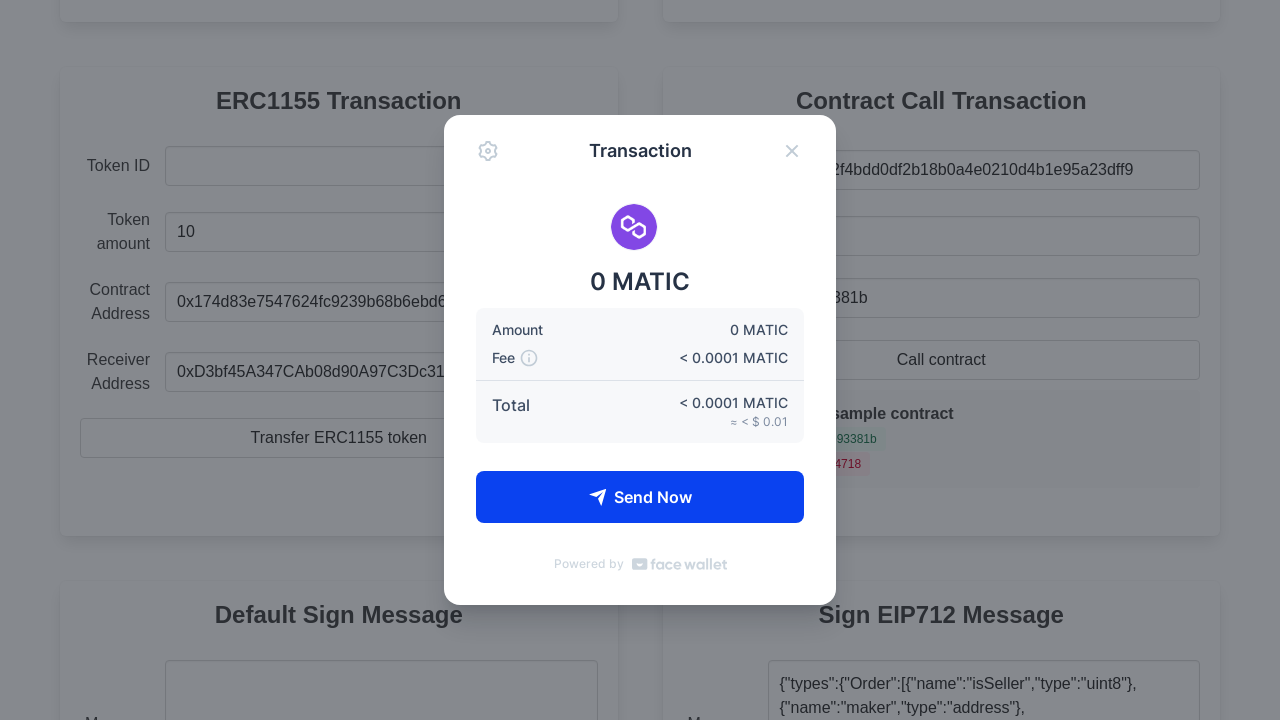 ERC1155 Transaction
Token ID
Token
amount
10
Contract
Address
0x174d83e7547624fc9239b68b6ebd6
Receiver
Address
0xD3bf45A347CAb08d90A97C3Dc31
Transfer ERC1155 token
Contract Call Transaction
2f4bdd0df2b18b0a4e0210d4b1e95a23dff9
381b
Call contract
sample contract
93381b
4718
Transaction
0 MATIC
Amount 0 MATIC
Fee < 0.0001 MATIC
Total < 0.0001 MATIC
≈ < $ 0.01
Send Now
Powered by face wallet
Default Sign Message
Sign EIP712 Message
{"types":{"Order":[{"name":"isSeller","type":"uint8"},
{"name":"maker","type":"address"},